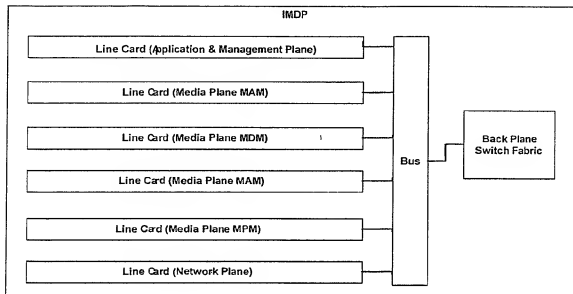 IMDP
Line Card (Application & Management Plane)
Line Card (Media Plane MAM)
Line Card (Media Plane MDM)
Line Card (Media Plane MAM)
Line Card (Media Plane MPM)
Line Card (Network Plane)
Bus
Back Plane
Switch Fabric